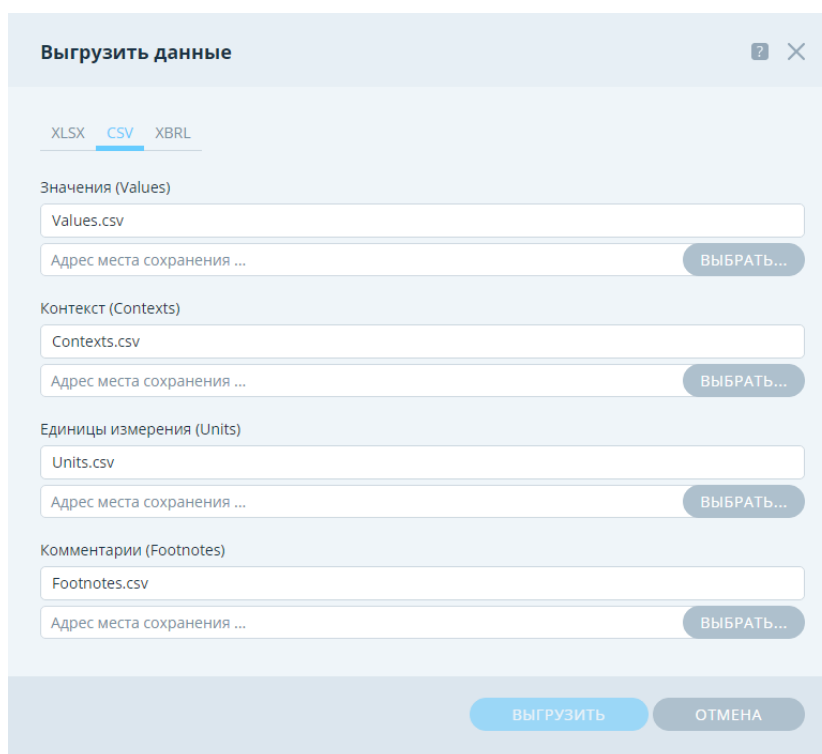 Выгрузить данные ?
XLSX CSV XBRL
Значения (Values)
Values.csv
Адрес места сохранения ... ВЫБРАТЬ...
Контекст (Contexts)
Contexts.csv
Адрес места сохранения ... ВЫБРАТЬ...
Единицы измерения (Units)
Units.csv
Адрес места сохранения ... ВЫБРАТЬ...
Комментарии (Footnotes)
Footnotes.csv
Адрес места сохранения ... ВЫБРАТЬ...
ВЫГРУЗИТЬ ОТМЕНА